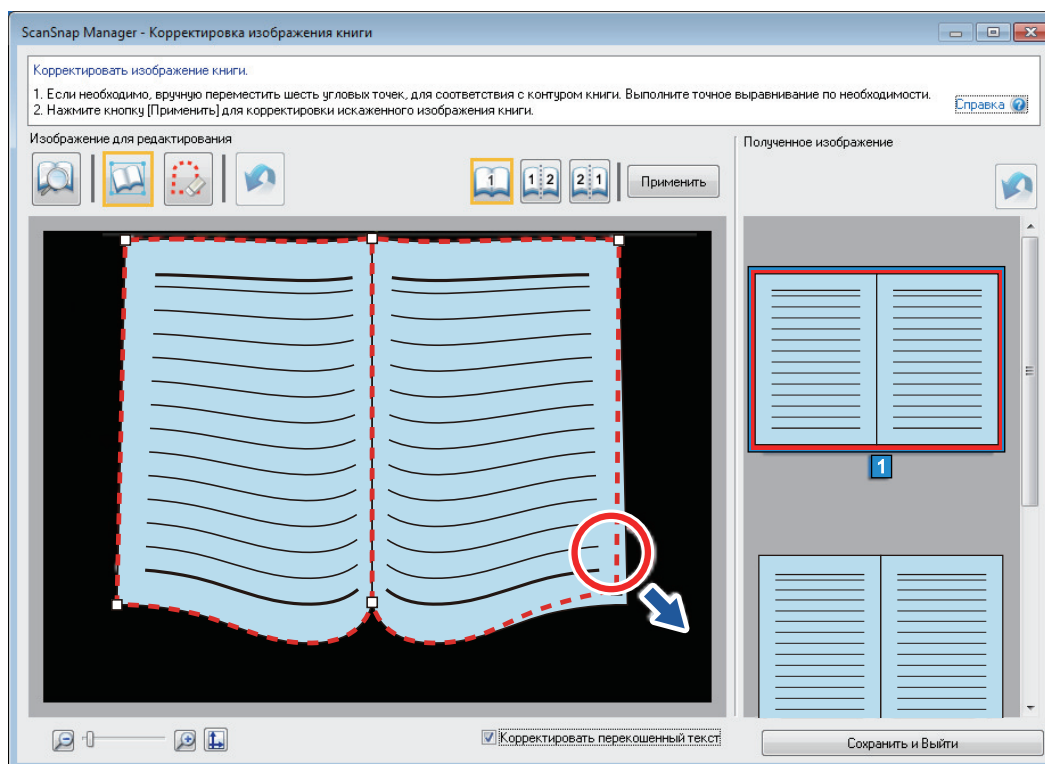 ScanSnap Manager - Корректировка изображения книги
Корректировать изображение книги.
1. Если необходимо, вручную переместить шесть угловых точек, для соответствия с контуром книги. Выполните точное выравнивание по необходимости.
2. Нажмите кнопку [Применить] для корректировки искаженного изображения книги.
Справка
Изображение для редактирования
Полученное изображение
1
1 2
2 1
Применить
1
Корректировать перекошенный текст
Сохранить и Выйти